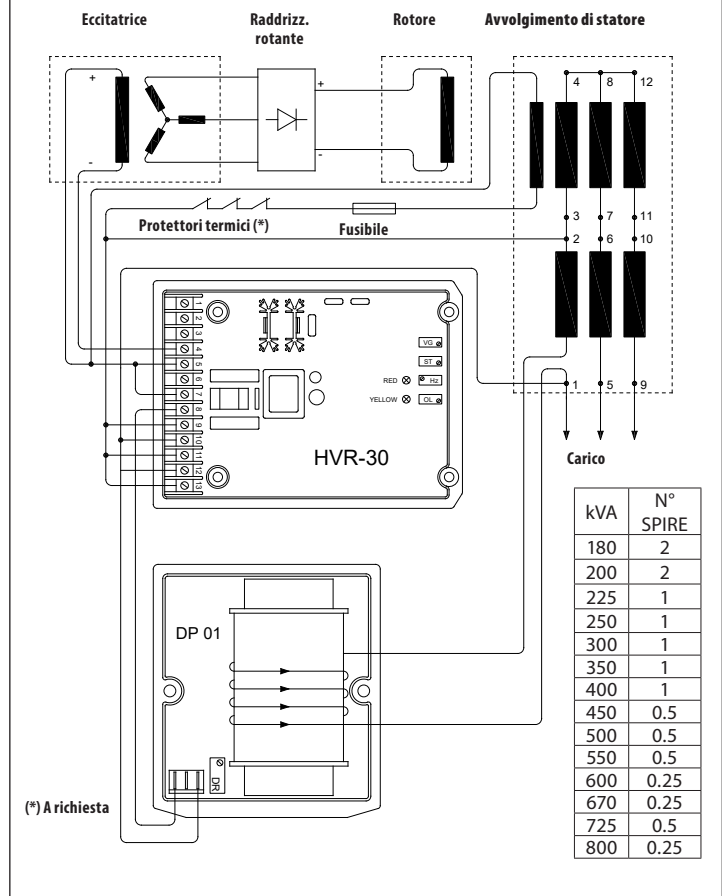 Eccitatrice
Raddrizz.
rotante
Rotore
Avvolgimento di statore
+
-
+
-
4 8 12
3 7 11
2 6 10
Protettori termici (*)
Fusibile
1
2
3
4
5
6
7
8
9
10
11
12
13
VG
ST
RED Hz
YELLOW OL
HVR-30
1 5 9
Carico
kVA N° SPIRE
180 2
200 2
225 1
250 1
300 1
350 1
400 1
450 0.5
500 0.5
550 0.5
600 0.25
670 0.25
725 0.5
800 0.25
DP 01
DR
(*) A richiesta